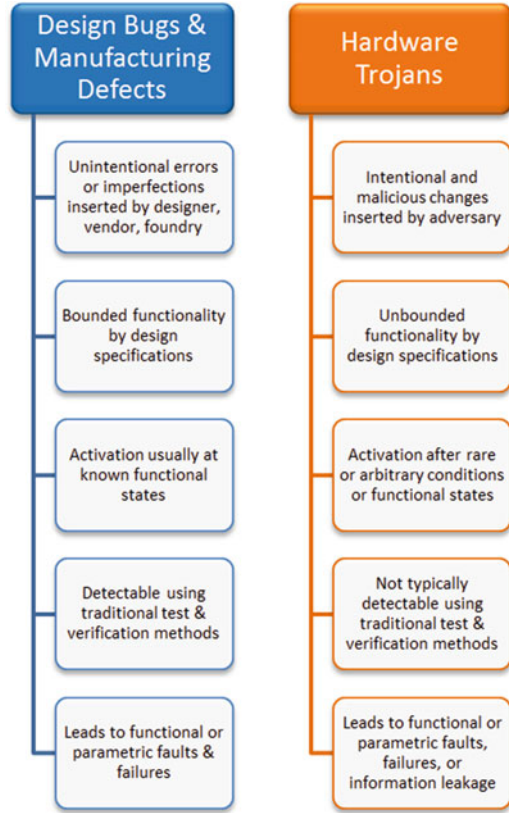 Design Bugs &
Manufacturing
Defects
Unintentional errors
or imperfections
inserted by designer,
vendor, foundry
Bounded functionality
by design
specifications
Activation usually at
known functional
states
Detectable using
traditional test &
verification methods
Leads to functional or
parametric faults &
failures
Hardware
Trojans
Intentional and
malicious changes
inserted by adversary
Unbounded
functionality by
design specifications
Activation after rare
or arbitrary conditions
or functional states
Not typically
detectable using
traditional test &
verification methods
Leads to functional or
parametric faults,
failures, or
information leakage